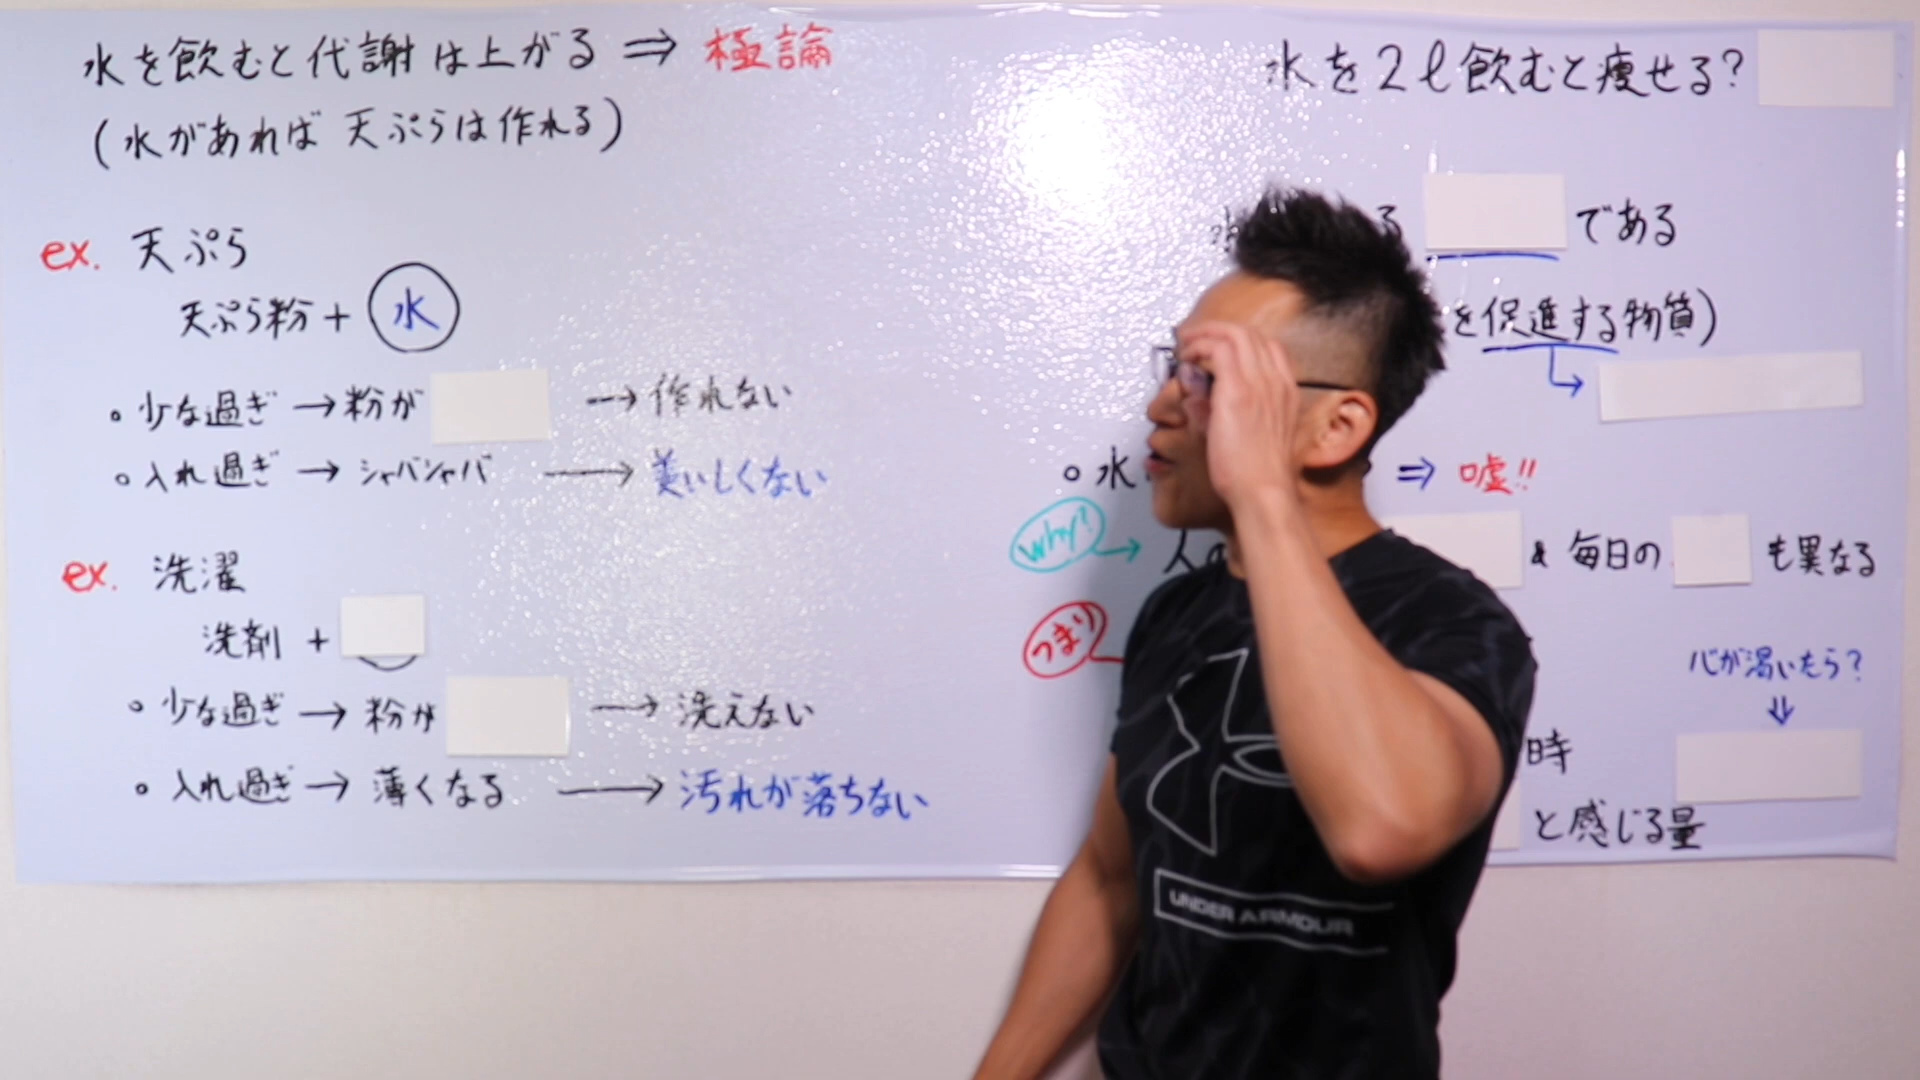 水を飲むと代謝は上がる ⇒ 極論
(水があれば 天ぷらは作れる)
ex. 天ぷら
天ぷら粉 + 水
。少な過ぎ → 粉が → 作れない
。入れ過ぎ → シャバシャバ → 美味しくない
ex. 洗濯
洗剤 +
。少な過ぎ → 粉が → 洗えない
。入れ過ぎ → 薄くなる → 汚れが落ちない
水を2ℓ飲むと痩せる?
る である
を促進する物質)
。水 ⇒ 嘘!!
why? → 人の & 毎日の も異なる
つまり
心が渇いたら?
⇓
時
と感じる量
UNDER ARMOUR